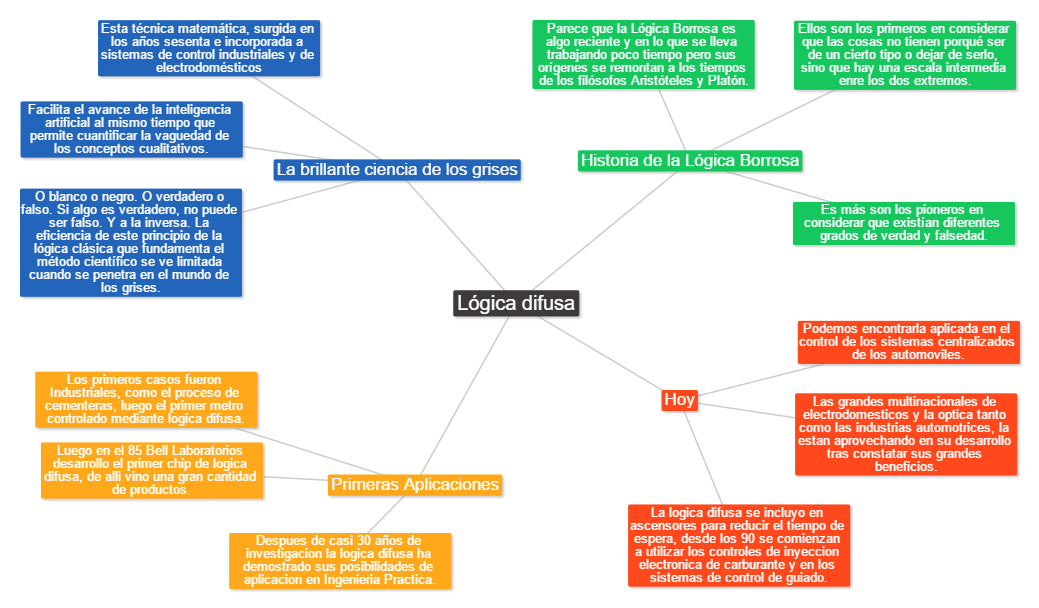 Esta técnica matemática, surgida en
los años sesenta e incorporada a
sistemas de control industriales y de
electrodomésticos
Facilita el avance de la inteligencia
artificial al mismo tiempo que
permite cuantificar la vaguedad de
los conceptos cualitativos.
O blanco o negro. O verdadero o
falso. Si algo es verdadero, no puede
ser falso. Y a la inversa. La
eficiencia de este principio de la
lógica clásica que fundamenta el
método científico se ve limitada
cuando se penetra en el mundo de
los grises.
La brillante ciencia de los grises
Parece que la Lógica Borrosa es
algo reciente y en lo que se lleva
trabajando poco tiempo pero sus
orígenes se remontan a los tiempos
de los filósofos Aristóteles y Platón.
Ellos son los primeros en considerar
que las cosas no tienen porqué ser
de un cierto tipo o dejar de serlo,
sino que hay una escala intermedia
enre los dos extremos.
Historia de la Lógica Borrosa
Es más son los pioneros en
considerar que existían diferentes
grados de verdad y falsedad.
Lógica difusa
Los primeros casos fueron
Industriales, como el proceso de
cementeras, luego el primer metro
controlado mediante logica difusa.
Luego en el 85 Bell Laboratorios
desarrollo el primer chip de logica
difusa, de alli vino una gran cantidad
de productos.
Primeras Aplicaciones
Despues de casi 30 años de
investigacion la logica difusa ha
demostrado sus posibilidades de
aplicacion en Ingeniería Practica.
Podemos encontrarla aplicada en el
control de los sistemas centralizados
de los automoviles.
Hoy
Las grandes multinacionales de
electrodomesticos y la optica tanto
como las industrias automotrices, la
estan aprovechando en su desarrollo
tras constatar sus grandes
beneficios.
La logica difusa se incluyo en
ascensores para reducir el tiempo de
espera, desde los 90 se comienzan
a utilizar los controles de inyeccion
electronica de carburante y en los
sistemas de control de guiado.